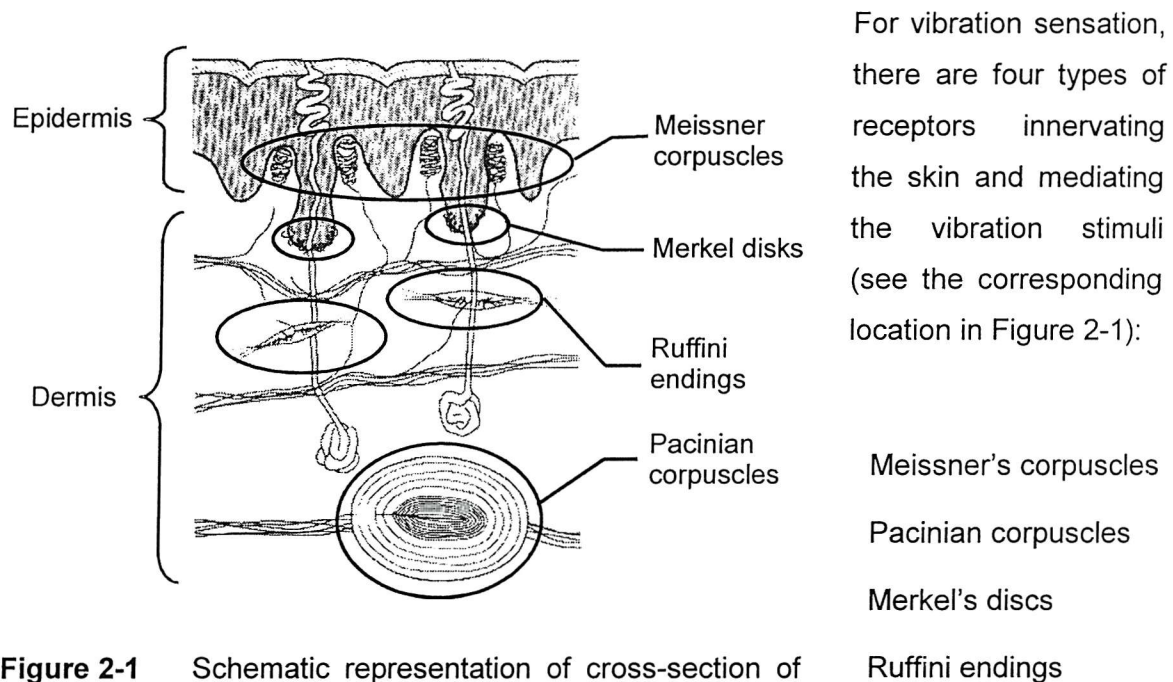 Epidermis
Dermis
Meissner
corpuscles
Merkel disks
Ruffini
endings
Pacinian
corpuscles
Figure 2-1 Schematic representation of cross-section of
For vibration sensation,
there are four types of
receptors innervating
the skin and mediating
the vibration stimuli
(see the corresponding
location in Figure 2-1):
Meissner's corpuscles
Pacinian corpuscles
Merkel's discs
Ruffini endings